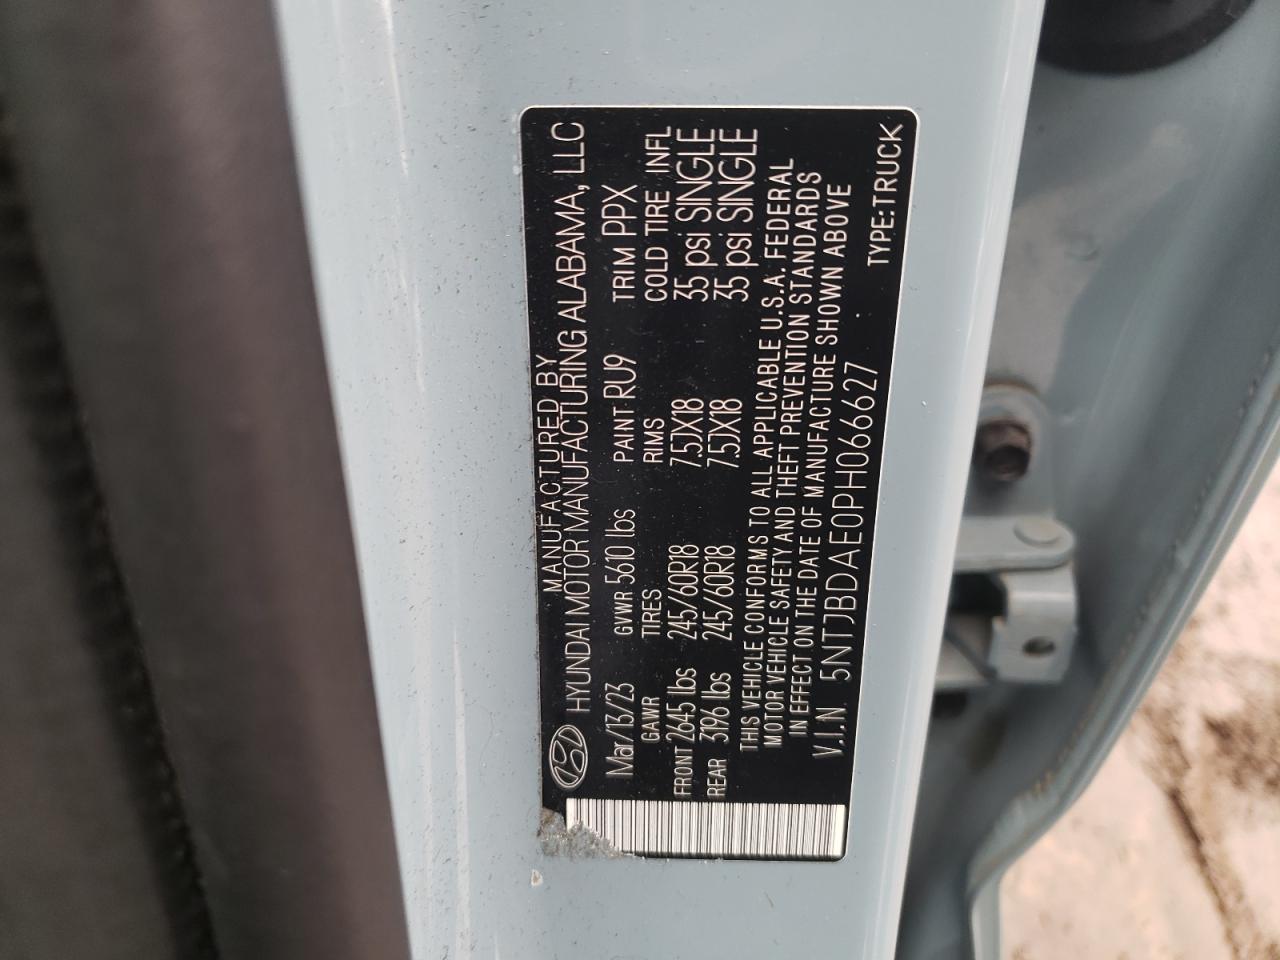 MANUFACTURED BY
HYUNDAI MOTOR MANUFACTURING ALABAMA, LLC
Mar/13/23 GVWR 5610 lbs PAINT RU9 TRIM PPX
GAWR TIRES RIMS COLD TIRE INFL
FRONT 2645 lbs 245/60R18 7.5JX18 35 psi SINGLE
REAR 3196 lbs 245/60R18 7.5JX18 35 psi SINGLE
THIS VEHICLE CONFORMS TO ALL APPLICABLE U.S.A. FEDERAL
MOTOR VEHICLE SAFETY AND THEFT PREVENTION STANDARDS
IN EFFECT ON THE DATE OF MANUFACTURE SHOWN ABOVE
V.I.N 5NTJBDAE0PH066627 TYPE:TRUCK